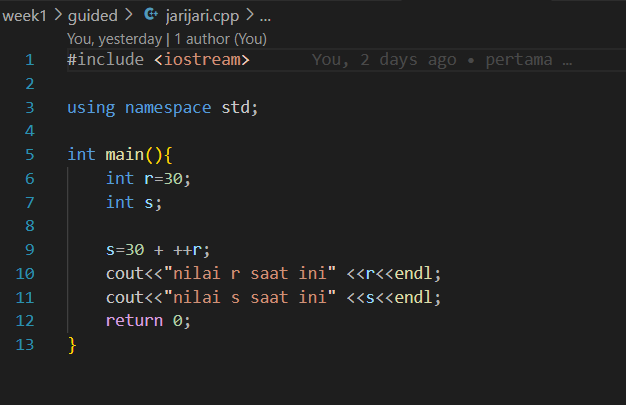 week1 > guided > jarijari.cpp > ...
You, yesterday | 1 author (You)
1 #include <iostream> You, 2 days ago • pertama …
2
3 using namespace std;
4
5 int main(){
6 int r=30;
7 int s;
8
9 s=30 + ++r;
10 cout<<"nilai r saat ini" <<r<<endl;
11 cout<<"nilai s saat ini" <<s<<endl;
12 return 0;
13 }